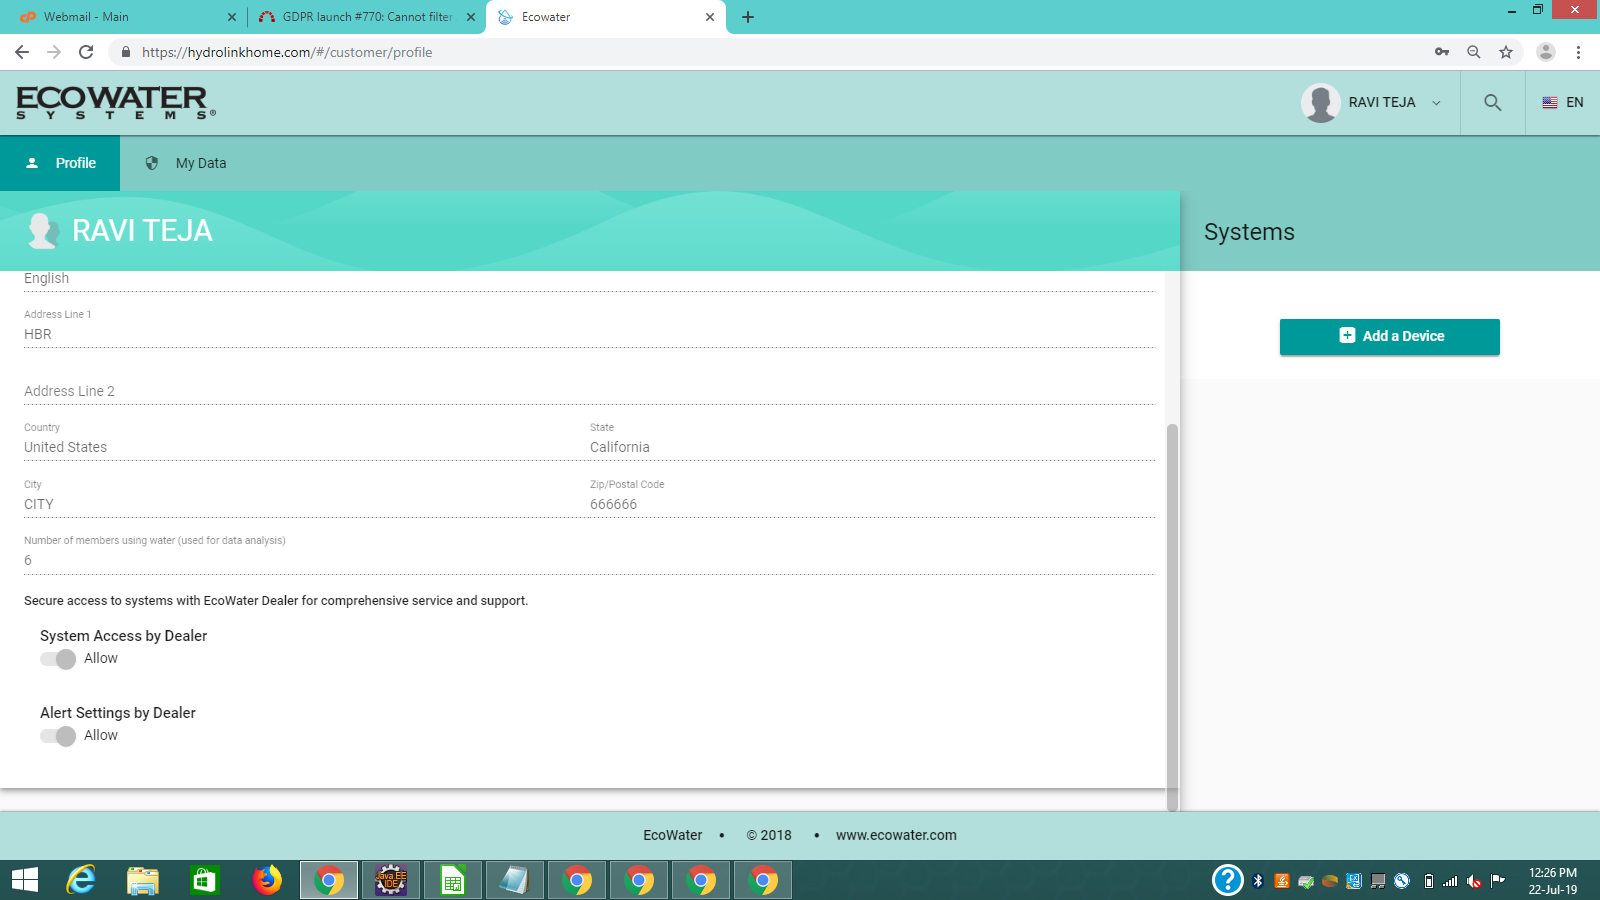 Webmail - Main
GDPR launch #770: Cannot filter
Ecowater
https://hydrolinkhome.com/#/customer/profile
ECOWATER
SYSTEMS®
RAVI TEJA
EN
Profile
My Data
RAVI TEJA
Systems
English
Address Line 1
HBR
Add a Device
Address Line 2
Country
State
United States
California
City
Zip/Postal Code
CITY
666666
Number of members using water (used for data analysis)
6
Secure access to systems with EcoWater Dealer for comprehensive service and support.
System Access by Dealer
Allow
Alert Settings by Dealer
Allow
EcoWater • © 2018 • www.ecowater.com
Java EE
IDE
12:26 PM
22-Jul-19